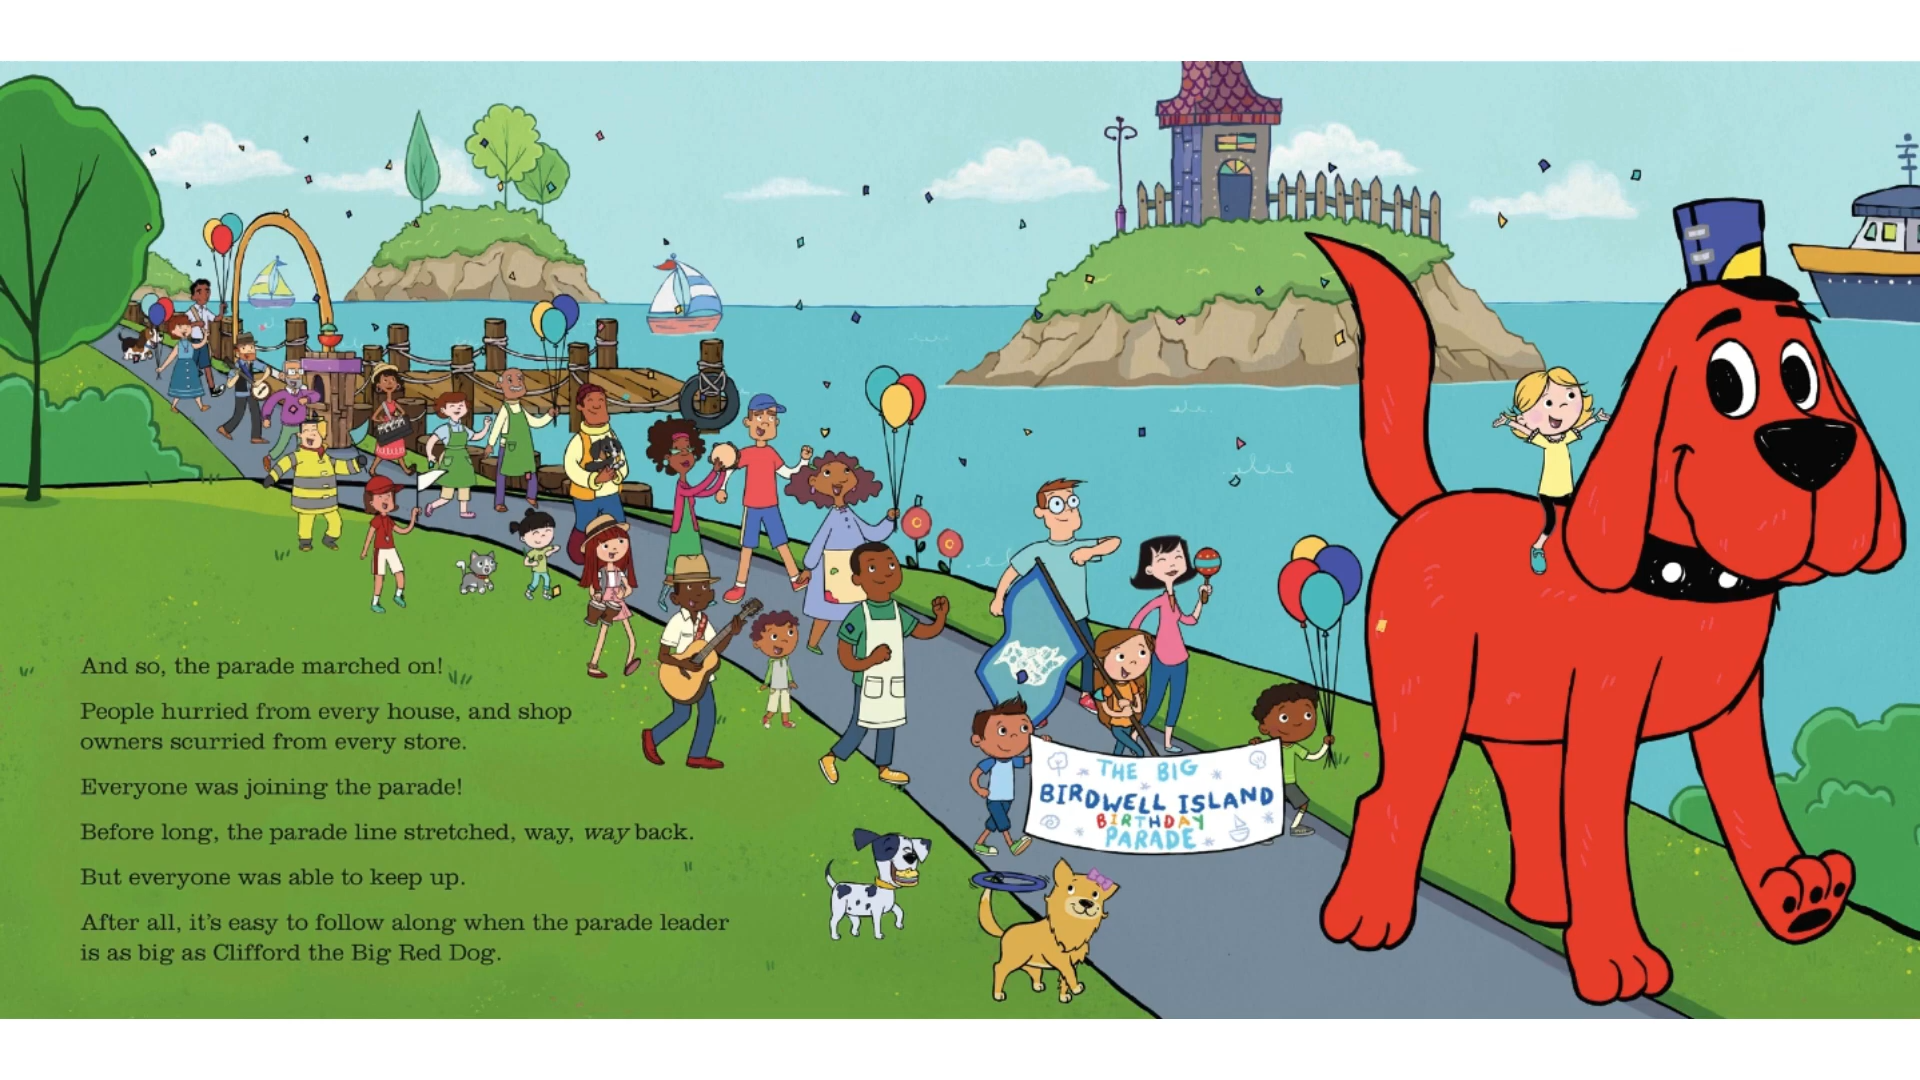 And so, the parade marched on!
People hurried from every house, and shop
owners scurried from every store.
Everyone was joining the parade!
Before long, the parade line stretched, way, way back.
But everyone was able to keep up.
After all, it's easy to follow along when the parade leader
is as big as Clifford the Big Red Dog.
THE BIG
BIRDWELL ISLAND
BIRTHDAY
PARADE